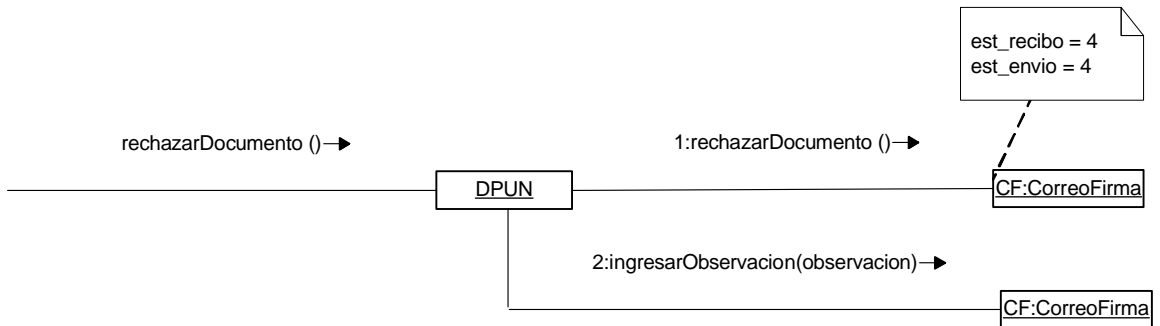 est_recibo = 4
est_envio = 4
rechazarDocumento ()
1:rechazarDocumento ()
DPUN
CF:CorreoFirma
2:ingresarObservacion(observacion)
CF:CorreoFirma